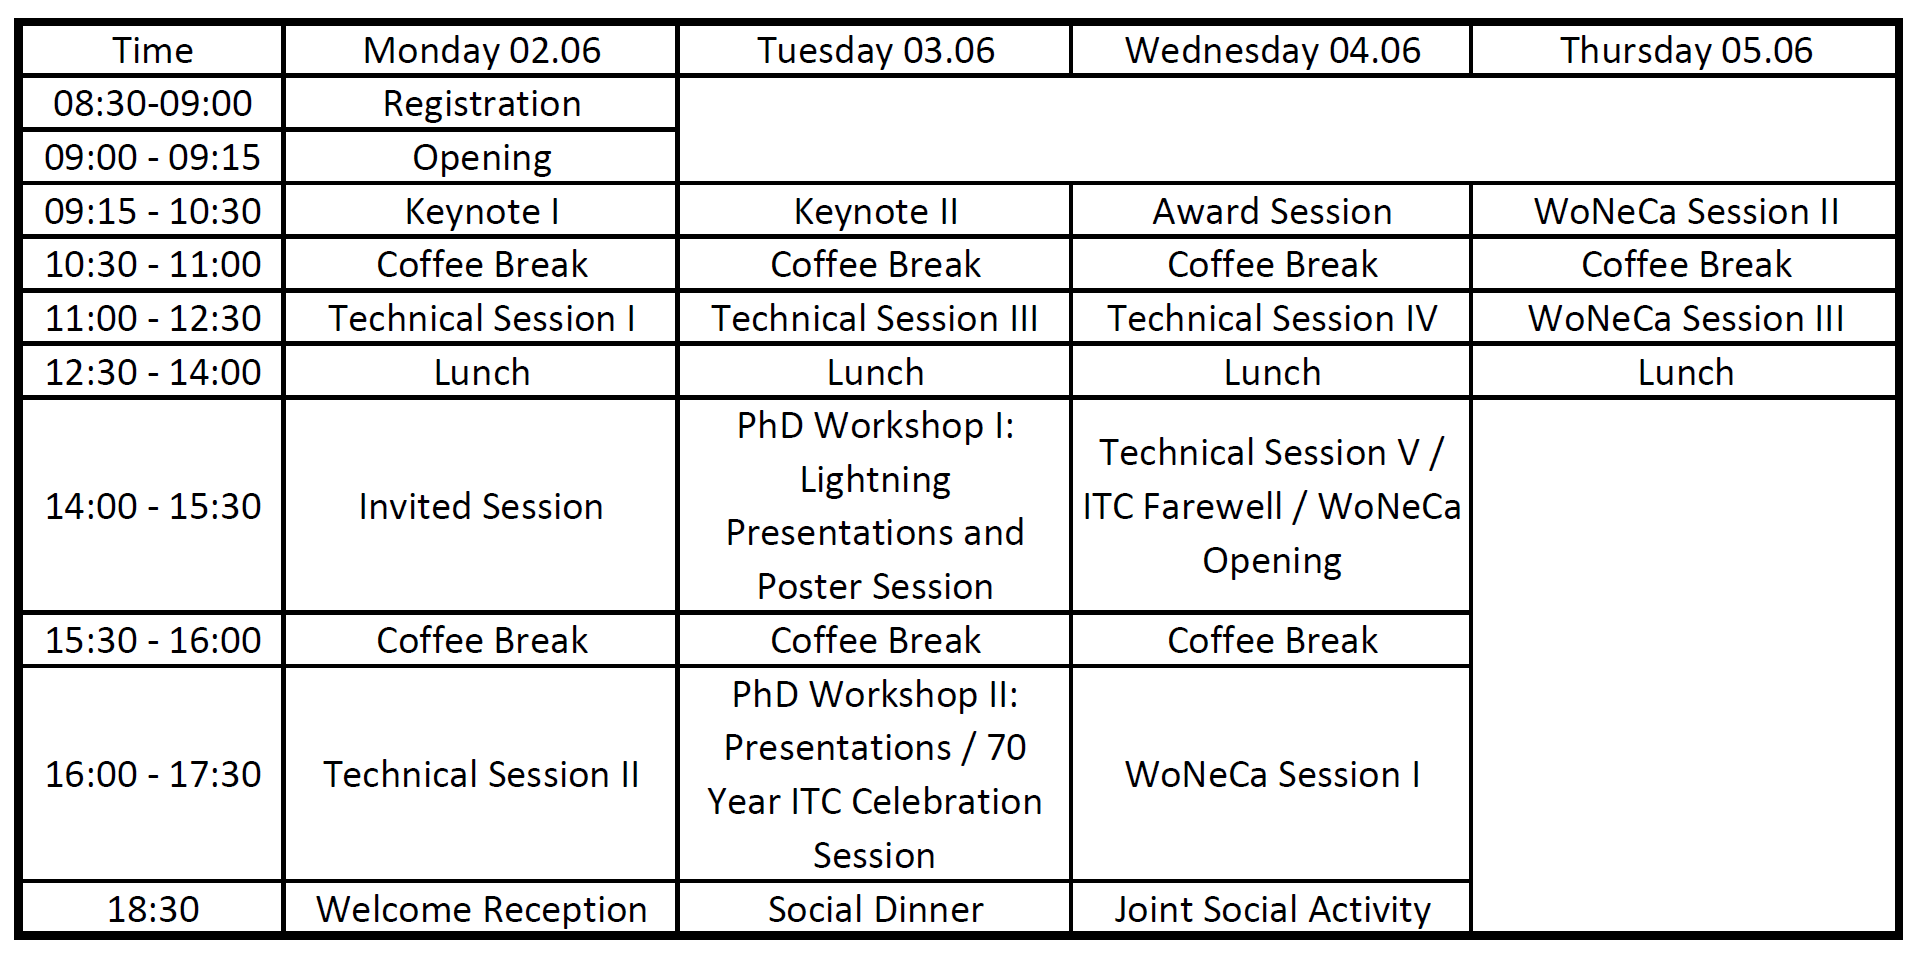 Time Monday 02.06 Tuesday 03.06 Wednesday 04.06 Thursday 05.06
08:30-09:00 Registration
09:00 - 09:15 Opening
09:15 - 10:30 Keynote I Keynote II Award Session WoNeCa Session II
10:30 - 11:00 Coffee Break Coffee Break Coffee Break Coffee Break
11:00 - 12:30 Technical Session I Technical Session III Technical Session IV WoNeCa Session III
12:30 - 14:00 Lunch Lunch Lunch Lunch
14:00 - 15:30 Invited Session
PhD Workshop I:
Lightning
Presentations and
Poster Session
Technical Session V /
ITC Farewell / WoNeCa
Opening
15:30 - 16:00 Coffee Break Coffee Break Coffee Break
16:00 - 17:30 Technical Session II
PhD Workshop II:
Presentations / 70
Year ITC Celebration
Session
WoNeCa Session I
18:30 Welcome Reception Social Dinner Joint Social Activity